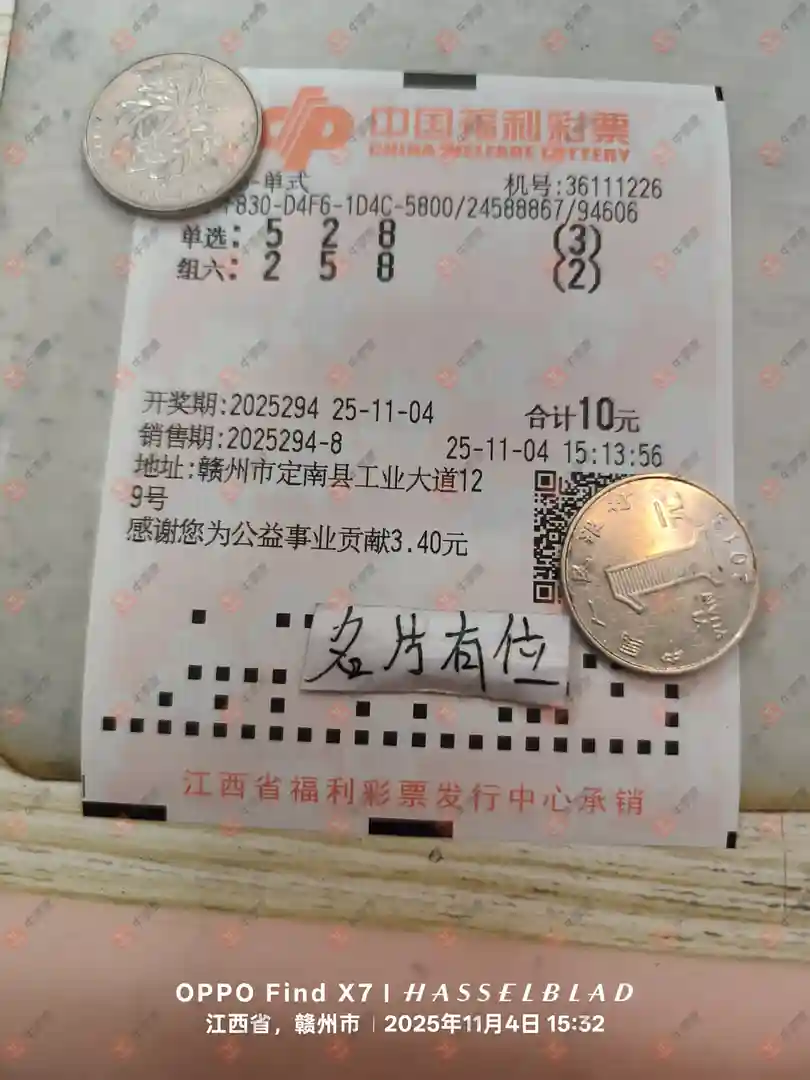 中国福利彩票
CHINA WELFARE LOTTERY
-单式 机号:36111226
F830-D4F6-1D4C-5800/24588867/94606
单选: 5 2 8 (3)
组六: 2 5 8 (2)
开奖期:2025294 25-11-04 合计10元
销售期:2025294-8 25-11-04 15:13:56
地址:赣州市定南县工业大道12
9号
感谢您为公益事业贡献3.40元
名片有位
江西省福利彩票发行中心承销
1
元
2019
OPPO Find X7 | HASSELBLAD
江西省，赣州市 | 2025年11月4日 15:32